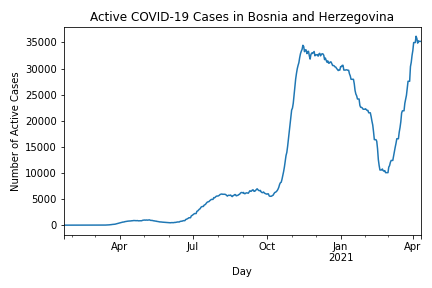 Active COVID-19 Cases in Bosnia and Herzegovina
Number of Active Cases
35000
30000
25000
20000
15000
10000
5000
0
Apr Jul Oct Jan Apr
2021
Day